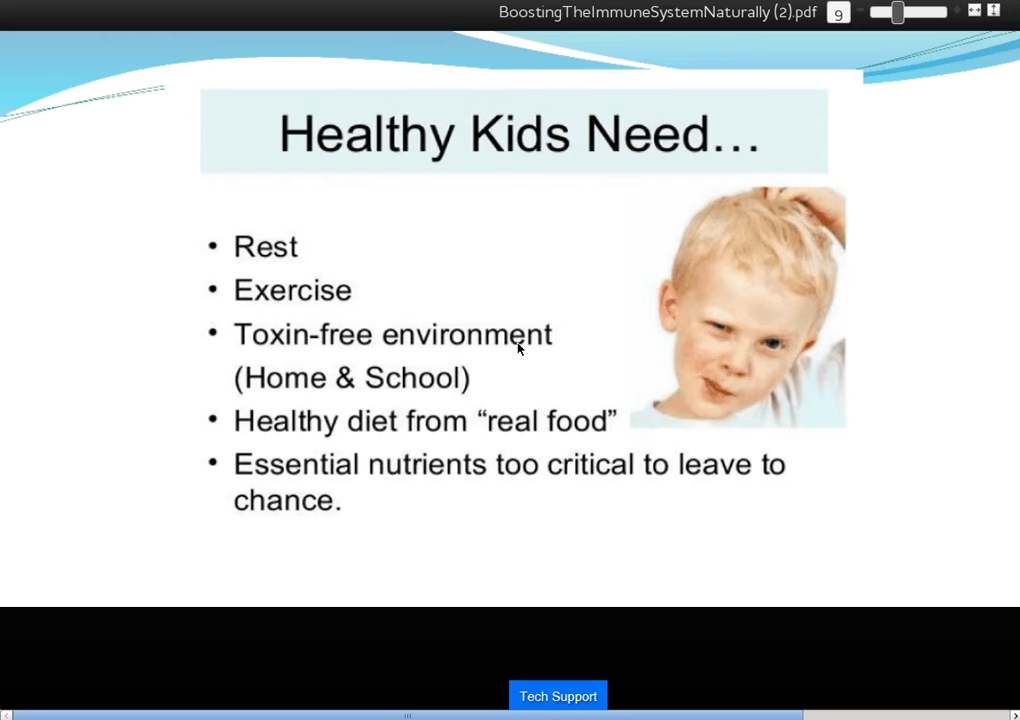 BoostingTheImmuneSystemNaturally (2).pdf 9
Healthy Kids Need…
• Rest
• Exercise
• Toxin-free environment
(Home & School)
• Healthy diet from “real food”
• Essential nutrients too critical to leave to
chance.
Tech Support